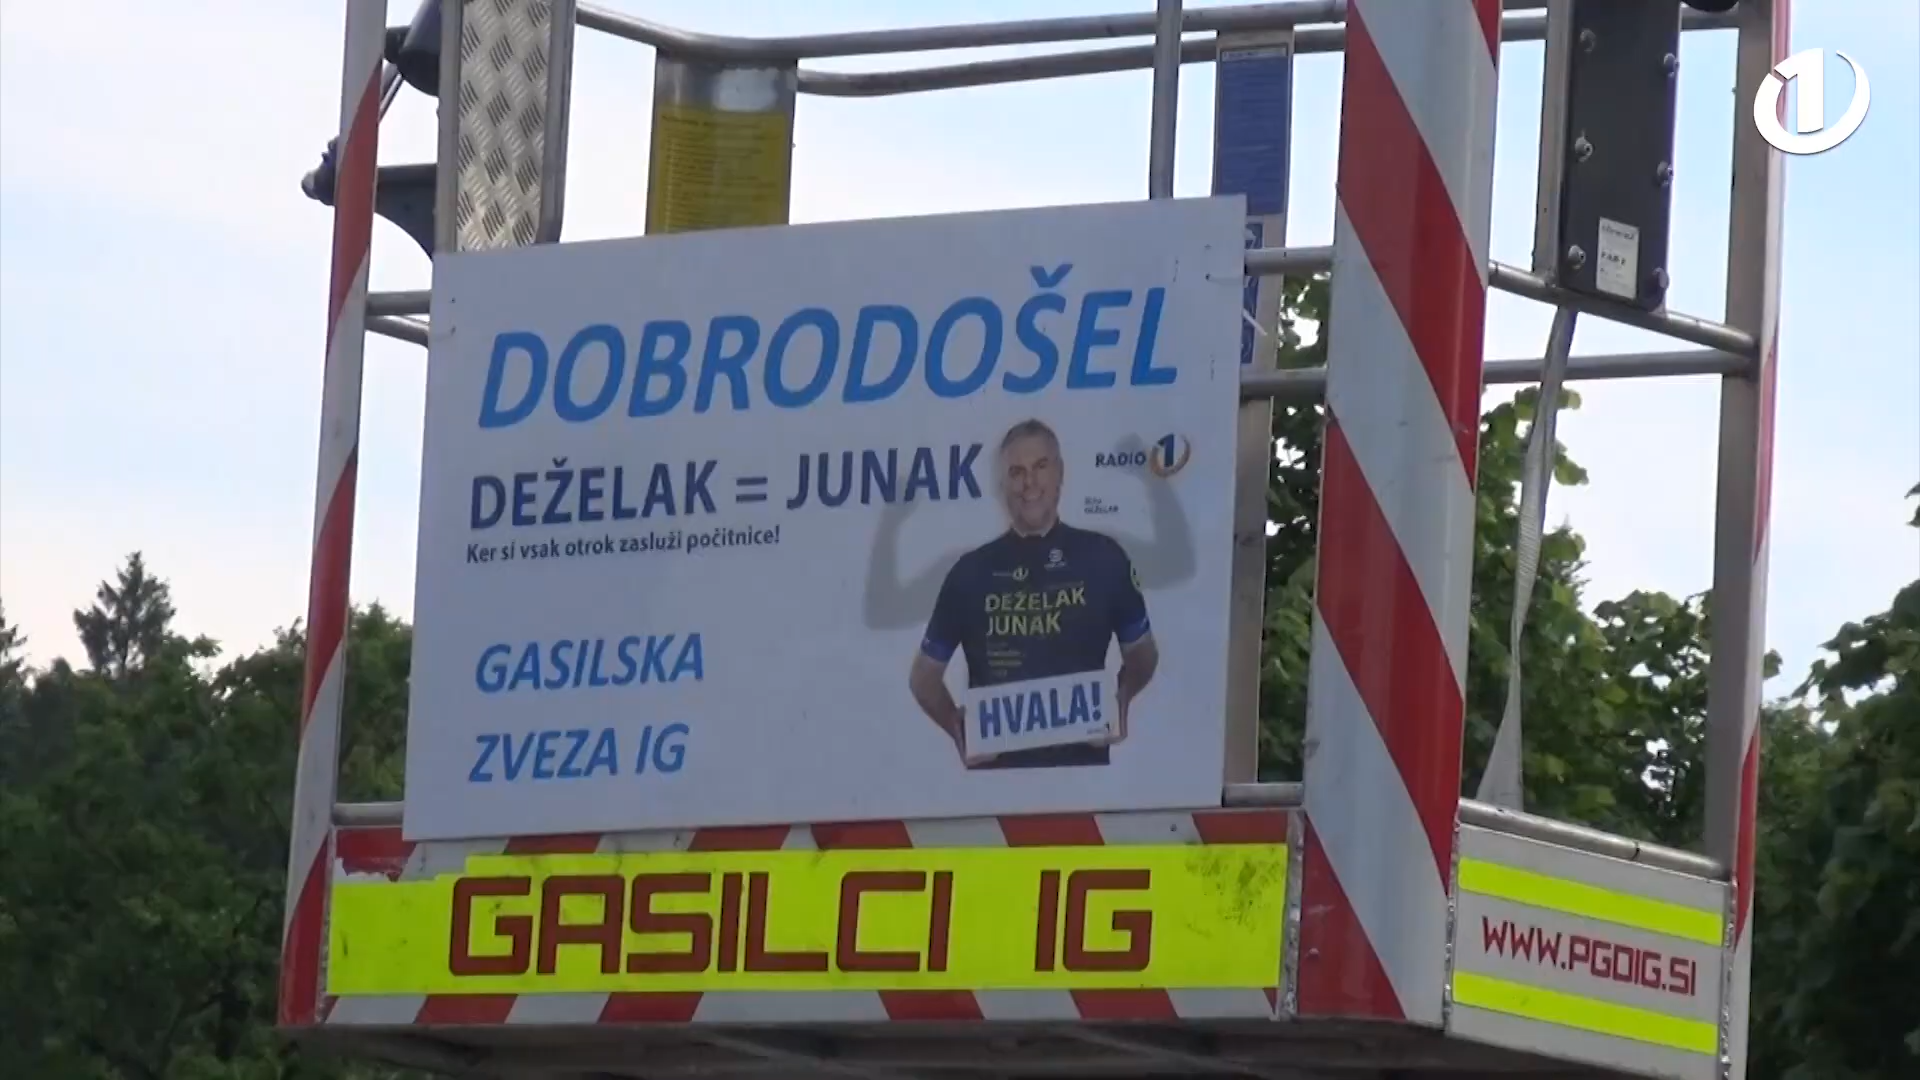 1
DOBRODOŠEL
DEŽELAK = JUNAK
RADIO 1
Ker si vsak otrok zasluži počitnice!
DEŽELAK
JUNAK
GASILSKA
HVALA!
ZVEZA IG
GASILCI IG
WWW.PGDIG.SI